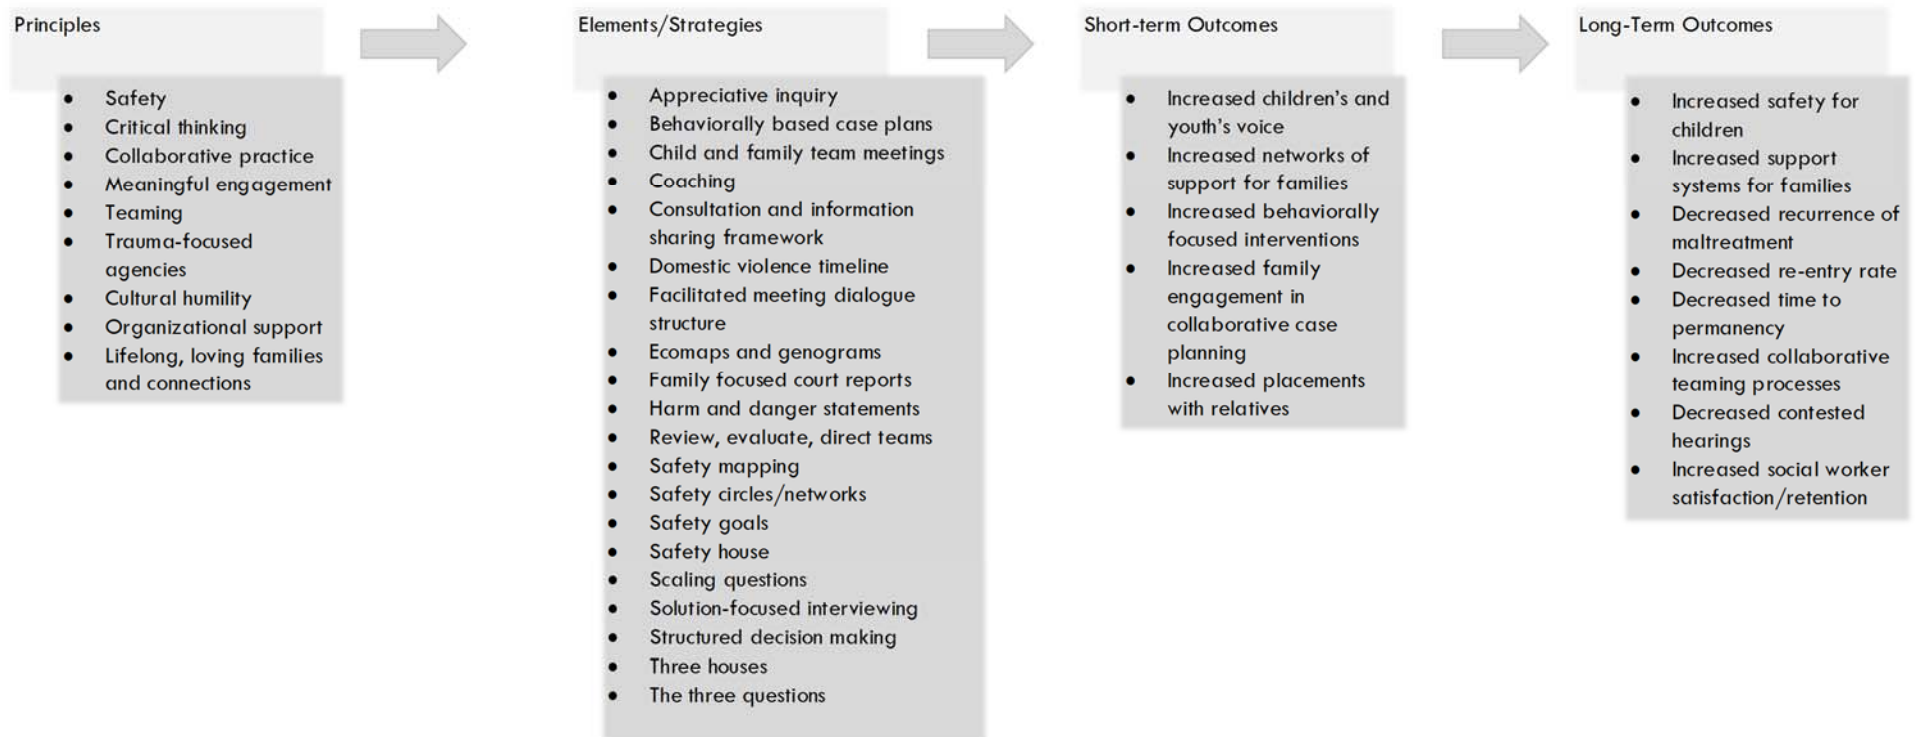 Principles
• Safety
• Critical thinking
• Collaborative practice
• Meaningful engagement
• Teaming
• Trauma-focused
agencies
• Cultural humility
• Organizational support
• Lifelong, loving families
and connections
Elements/Strategies
• Appreciative inquiry
• Behaviorally based case plans
• Child and family team meetings
• Coaching
• Consultation and information
sharing framework
• Domestic violence timeline
• Facilitated meeting dialogue
structure
• Ecomaps and genograms
• Family focused court reports
• Harm and danger statements
• Review, evaluate, direct teams
• Safety mapping
• Safety circles/networks
• Safety goals
• Safety house
• Scaling questions
• Solution-focused interviewing
• Structured decision making
• Three houses
• The three questions
Short-term Outcomes
• Increased children's and
youth's voice
• Increased networks of
support for families
• Increased behaviorally
focused interventions
• Increased family
engagement in
collaborative case
planning
• Increased placements
with relatives
Long-Term Outcomes
• Increased safety for
children
• Increased support
systems for families
• Decreased recurrence of
maltreatment
• Decreased re-entry rate
• Decreased time to
permanency
• Increased collaborative
teaming processes
• Decreased contested
hearings
• Increased social worker
satisfaction/retention